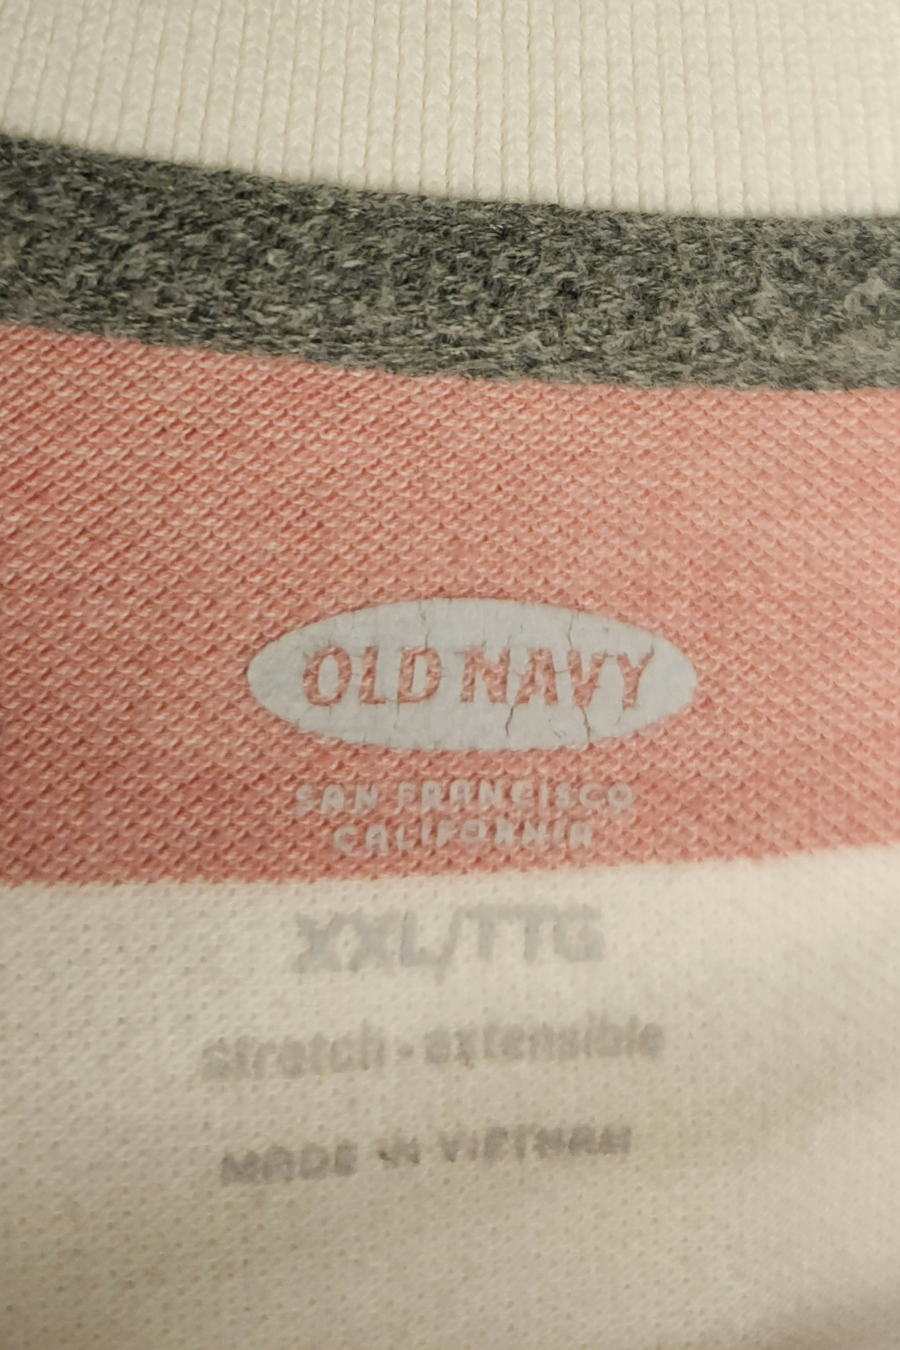 OLD NAVY
SAN FRANCISCO
CALIFORNIA
XXL/TTG
stretch • extensible
MADE IN VIETNAM